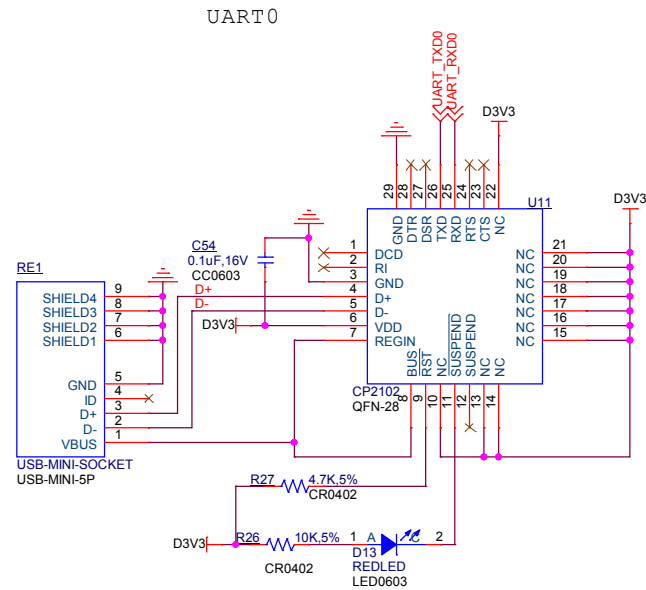 UART0
UART_TXD0
UART_RXD0
D3V3
29
28
27
26
25
24
23
22
U11
D3V3
GND
DTR
DSR
TXD
RXD
RTS
CTS
NC
C54
0.1uF,16V
CC0603
1 DCD
2 RI
3 GND
4 D+
5 D-
6 VDD
7 REGIN
NC 21
NC 20
NC 19
NC 18
NC 17
NC 16
NC 15
RE1
D+
D-
D3V3
SHIELD4 9
SHIELD3 8
SHIELD2 7
SHIELD1 6
GND 5
ID 4
D+ 3
D- 2
VBUS 1
USB-MINI-SOCKET
USB-MINI-5P
BUS
RST
NC
SUSPEND
SUSPEND
NC
NC
CP2102
QFN-28
8
9
10
11
12
13
14
R27 4.7K,5%
CR0402
D3V3
R26 10K,5%
CR0402
1 A C 2
D13
REDLED
LED0603